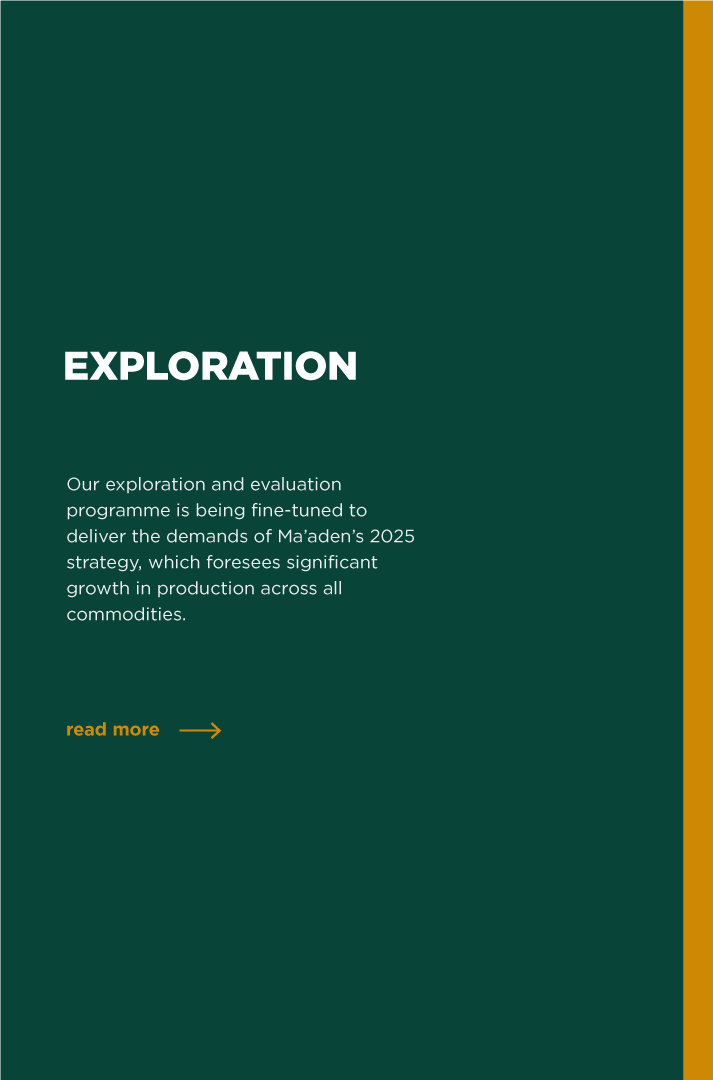 EXPLORATION
Our exploration and evaluation
programme is being fine-tuned to
deliver the demands of Ma’aden’s 2025
strategy, which foresees significant
growth in production across all
commodities.
read more